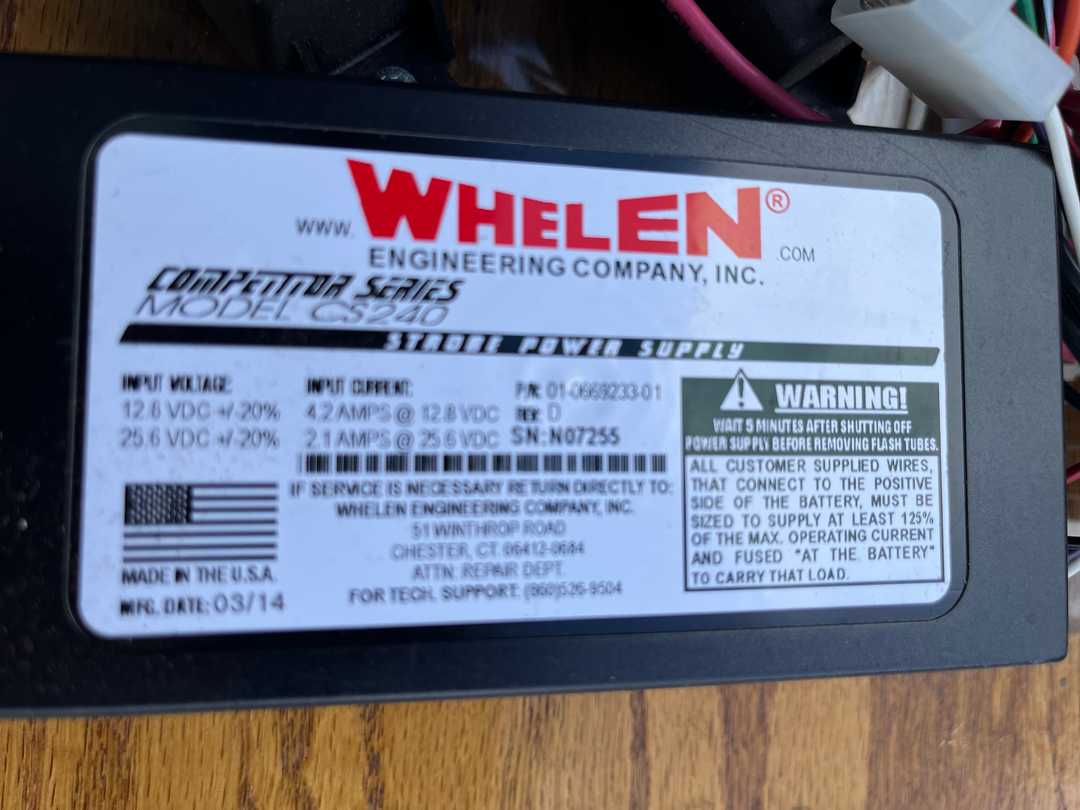 www. WHELEN® .COM
ENGINEERING COMPANY, INC.
COMPETITOR SERIES
MODEL CS240
STROBE POWER SUPPLY
INPUT VOLTAGE:
12.8 VDC +/-20%
25.6 VDC +/-20%
INPUT CURRENT:
4.2 AMPS @ 12.8 VDC
2.1 AMPS @ 25.6 VDC
P/N: 01-0669233-01
REV: D
SN:N07255
WARNING!
WAIT 5 MINUTES AFTER SHUTTING OFF
POWER SUPPLY BEFORE REMOVING FLASH TUBES.
ALL CUSTOMER SUPPLIED WIRES,
THAT CONNECT TO THE POSITIVE
SIDE OF THE BATTERY, MUST BE
SIZED TO SUPPLY AT LEAST 125%
OF THE MAX. OPERATING CURRENT
AND FUSED "AT THE BATTERY"
TO CARRY THAT LOAD.
IF SERVICE IS NECESSARY RETURN DIRECTLY TO:
WHELEN ENGINEERING COMPANY, INC.
51 WINTHROP ROAD
CHESTER, CT. 06412-0684
ATTN: REPAIR DEPT.
FOR TECH. SUPPORT: (860)526-9504
MADE IN THE U.S.A.
MFG. DATE: 03/14